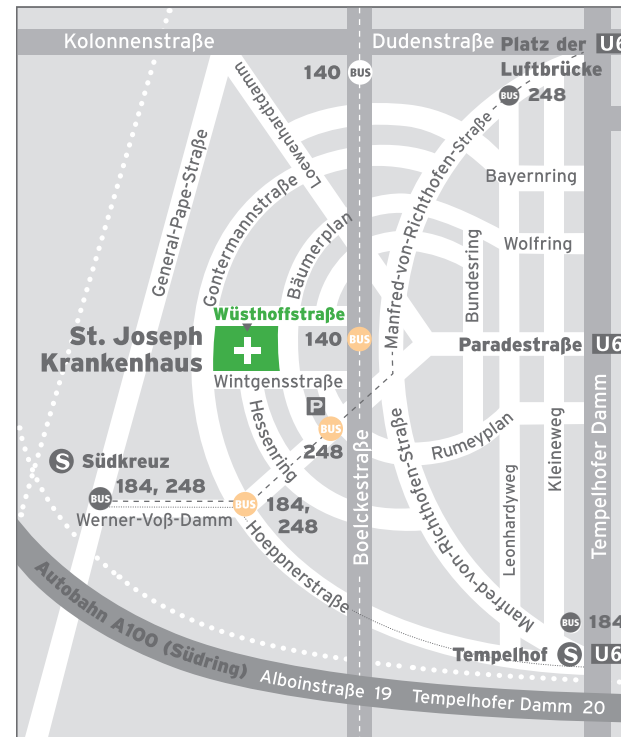 Kolonnenstraße
Dudenstraße
Platz der
Luftbrücke
U6
140 BUS
BUS 248
Loewenhardtdamm
General-Pape-Straße
Gontermannstraße
Bäumerplan
Manfred-von-Richthofen-Straße
Bayernring
Wolfring
Bundesring
Wüsthoffstraße
St. Joseph
Krankenhaus
140 BUS
Paradestraße U6
Wintgensstraße
P
BUS
248
Hessenring
Rumeyplan
Manfred-von-Richthofen-Straße
Kleineweg
Leonhardyweg
Tempelhofer Damm
Boelckestraße
S Südkreuz
BUS 184, 248
BUS 184,
248
Werner-Voß-Damm
Hoeppnerstraße
BUS 184
Tempelhof S U6
Autobahn A100 (Südring)
Alboinstraße 19
Tempelhofer Damm 20